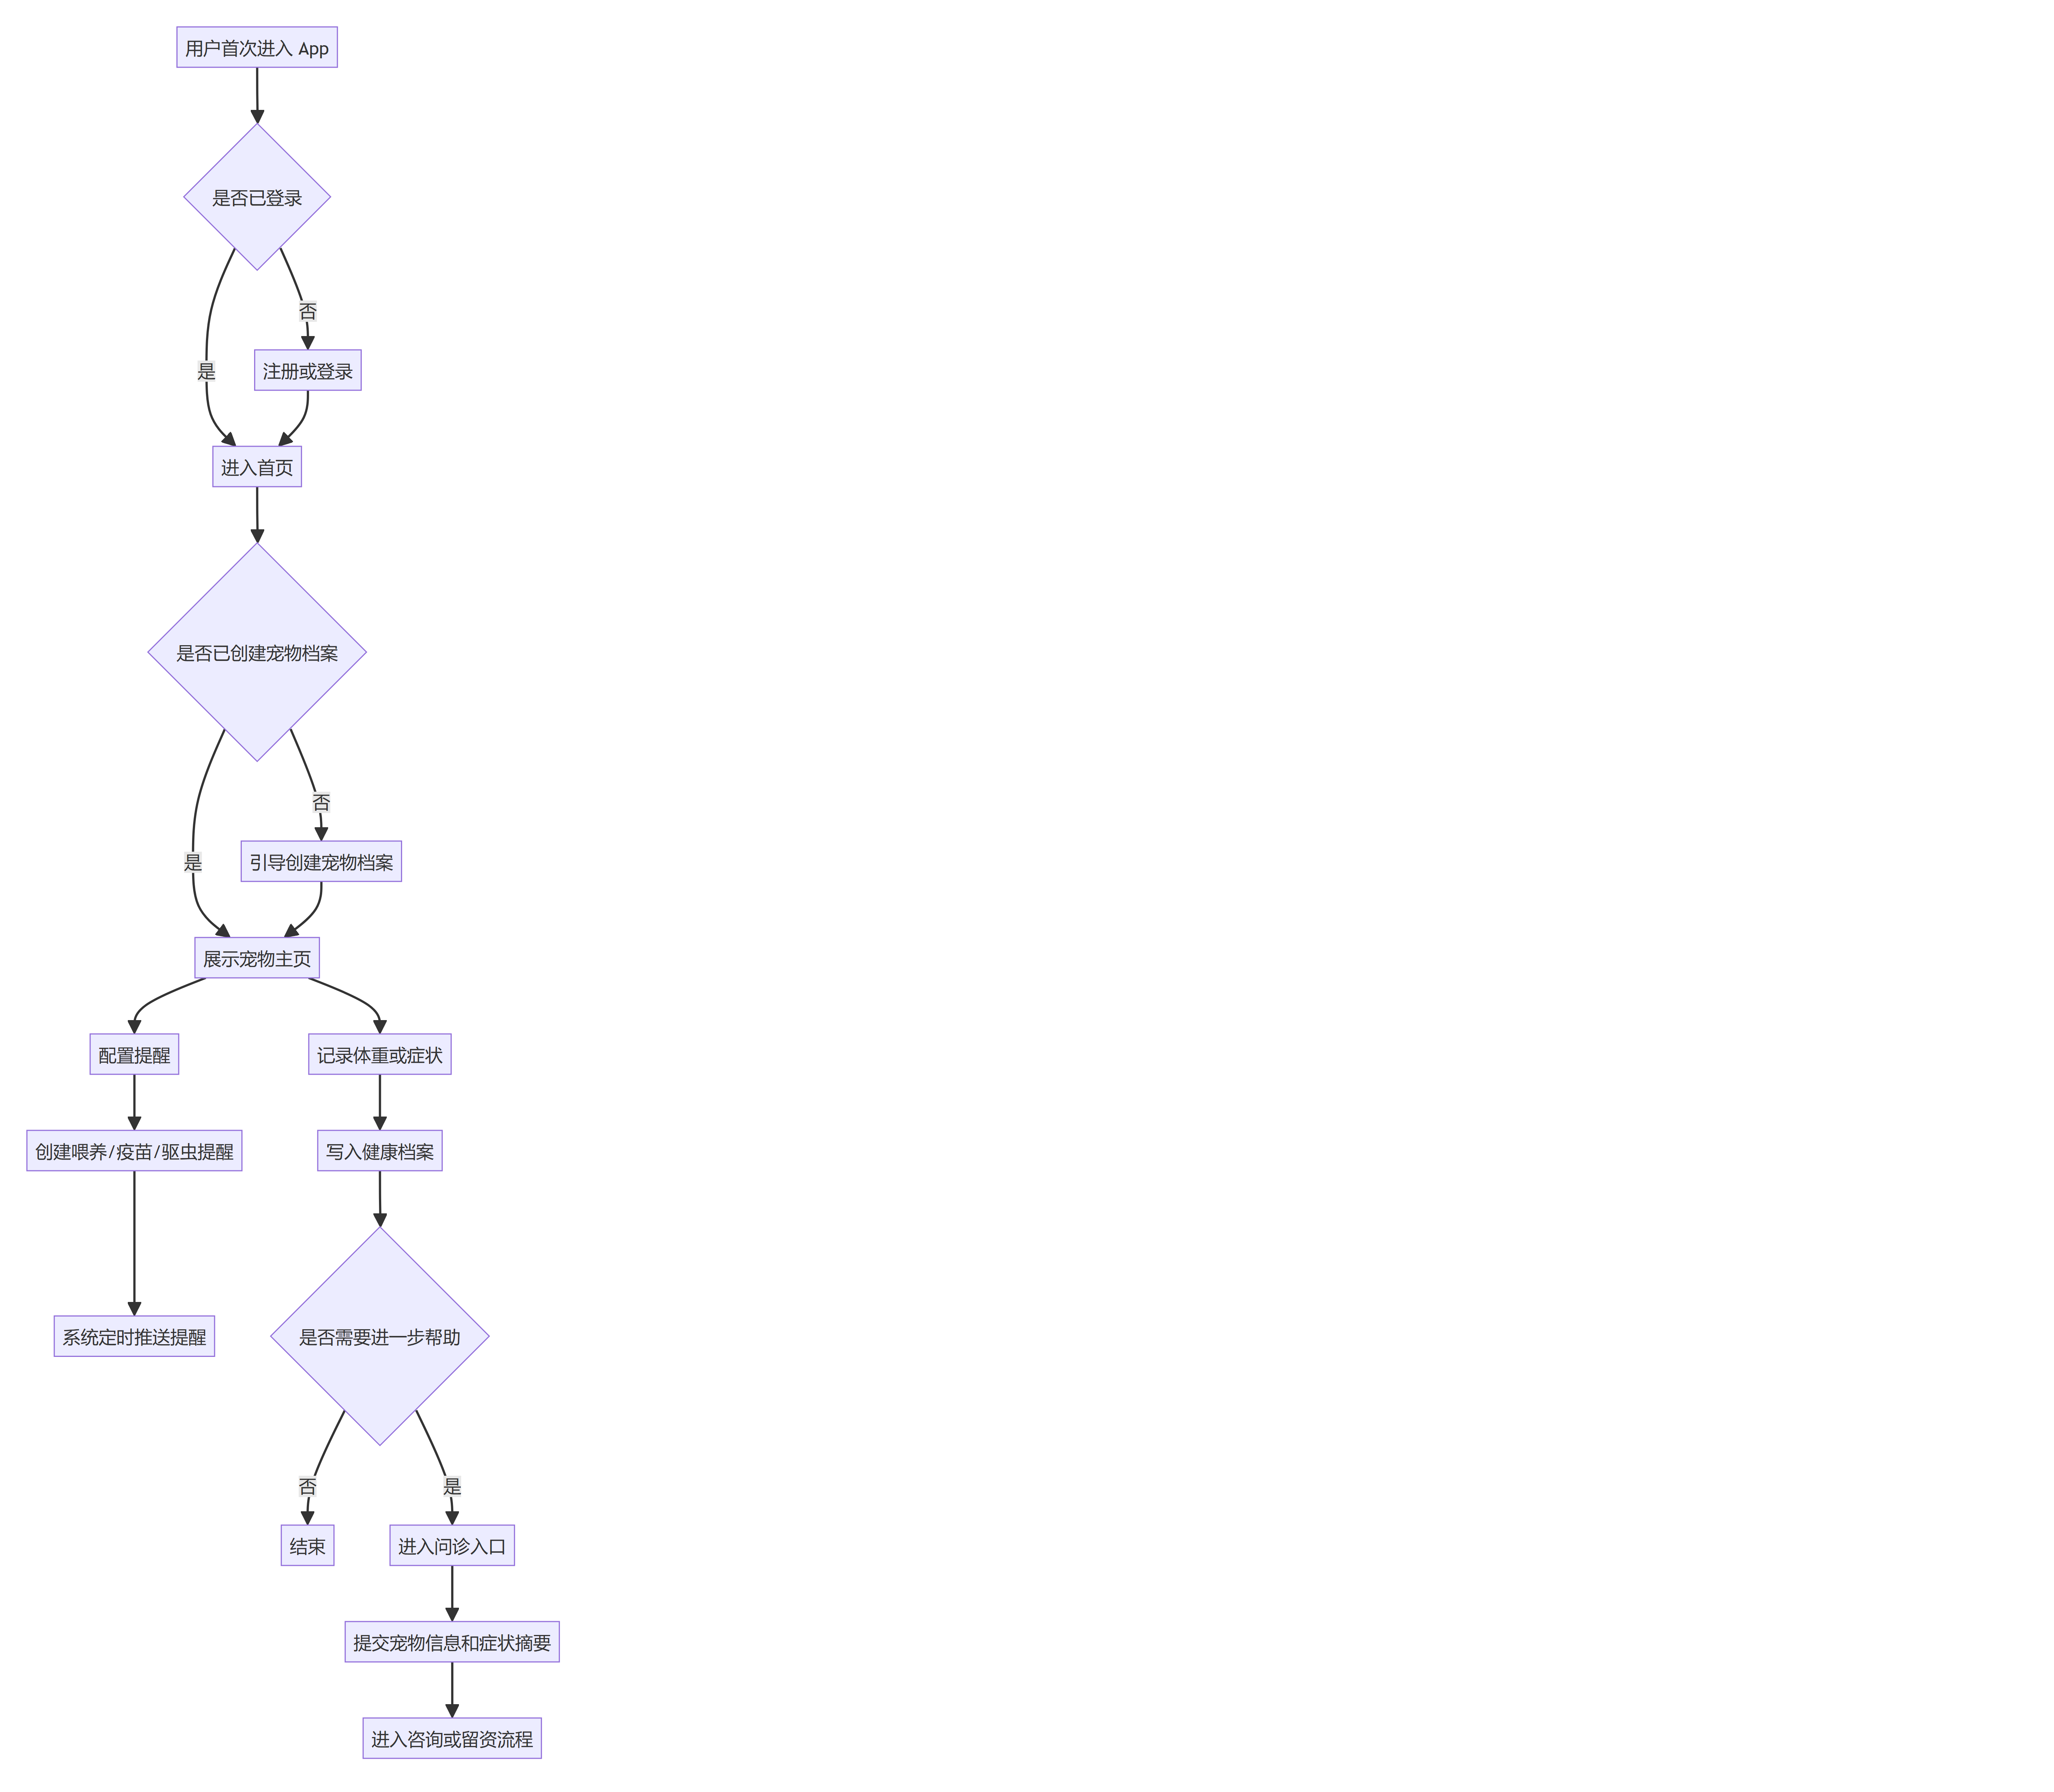 用户首次进入 App
是否已登录
否
是
注册或登录
进入首页
是否已创建宠物档案
否
是
引导创建宠物档案
展示宠物主页
配置提醒
记录体重或症状
创建喂养/疫苗/驱虫提醒
写入健康档案
系统定时推送提醒
是否需要进一步帮助
否
是
结束
进入问诊入口
提交宠物信息和症状摘要
进入咨询或留资流程